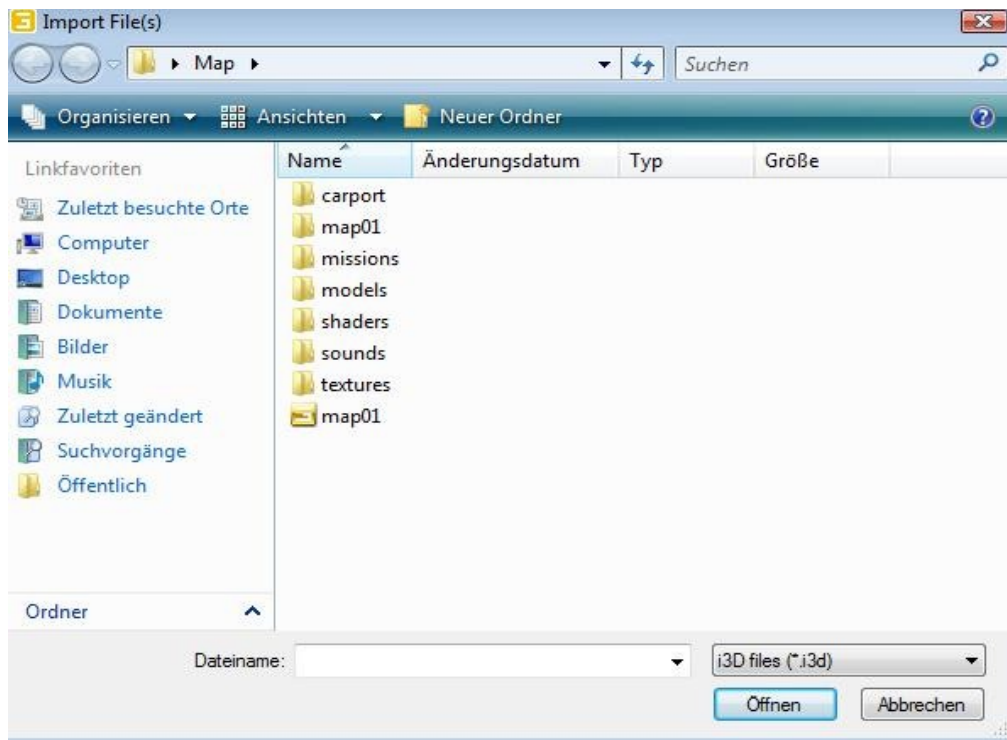 Import File(s)
Map
Suchen
Organisieren Ansichten Neuer Ordner
Linkfavoriten
Zuletzt besuchte Orte
Computer
Desktop
Dokumente
Bilder
Musik
Zuletzt geändert
Suchvorgänge
Öffentlich
Ordner
Name Änderungsdatum Typ Größe
carport
map01
missions
models
shaders
sounds
textures
map01
Dateiname:
i3D files (*.i3d)
Öffnen Abbrechen